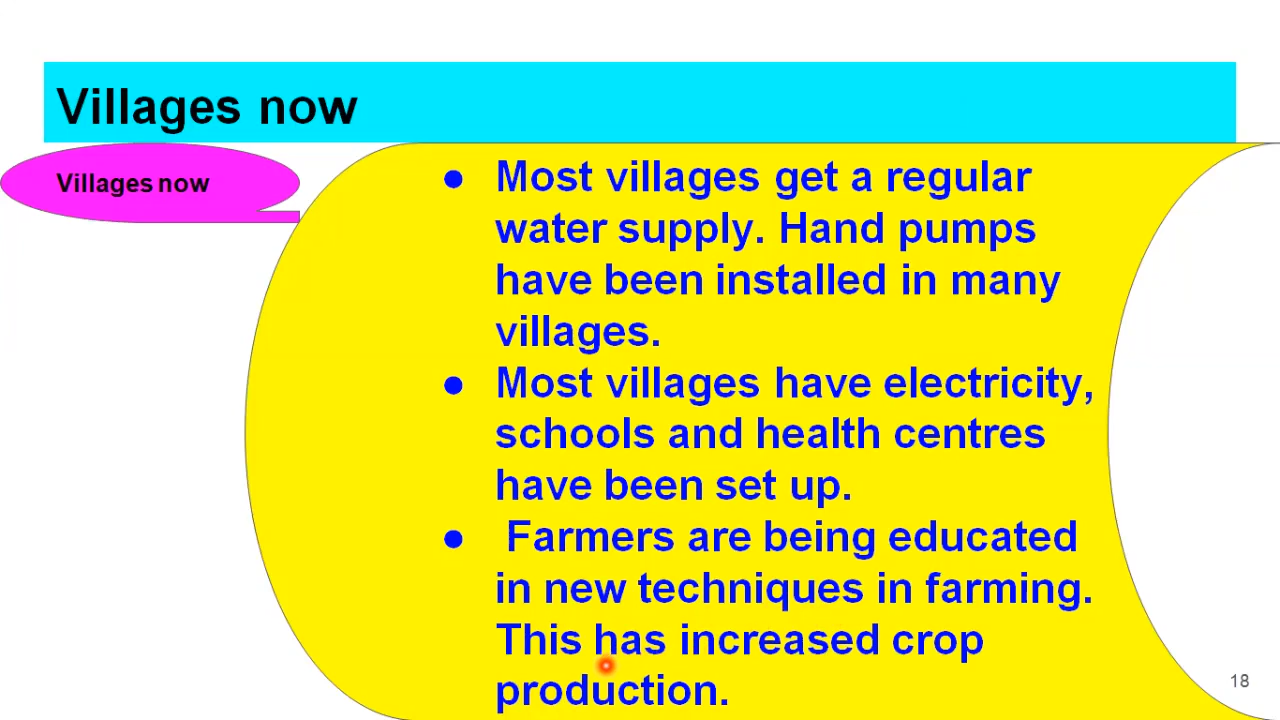 Villages now
Villages now
● Most villages get a regular
water supply. Hand pumps
have been installed in many
villages.
● Most villages have electricity,
schools and health centres
have been set up.
● Farmers are being educated
in new techniques in farming.
This has increased crop
production.
18